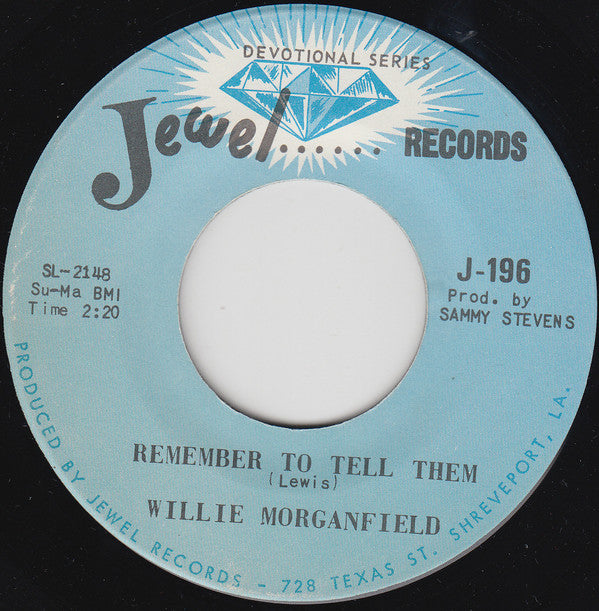 DEVOTIONAL SERIES
Jewel...... RECORDS
SL-2148
Su-Ma BMI
Time 2:20
J-196
Prod. by
SAMMY STEVENS
REMEMBER TO TELL THEM
(Lewis)
WILLIE MORGANFIELD
PRODUCED BY JEWEL RECORDS - 728 TEXAS ST. SHREVEPORT, LA.